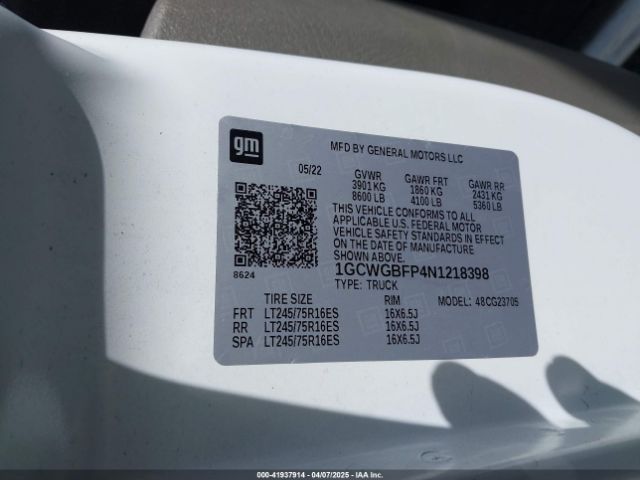 gm
MFD BY GENERAL MOTORS LLC
05/22
GVWR GAWR FRT GAWR RR
3901 KG 1860 KG 2431 KG
8600 LB 4100 LB 5360 LB
THIS VEHICLE CONFORMS TO ALL
APPLICABLE U.S. FEDERAL MOTOR
VEHICLE SAFETY STANDARDS IN EFFECT
ON THE DATE OF MANUFACTURE
SHOWN ABOVE.
8624
1GCWGBFP4N1218398
TYPE: TRUCK
TIRE SIZE RIM MODEL: 48CG23705
FRT LT245/75R16ES 16X6.5J
RR LT245/75R16ES 16X6.5J
SPA LT245/75R16ES 16X6.5J
000-41937914 - 04/07/2025 - IAA Inc.